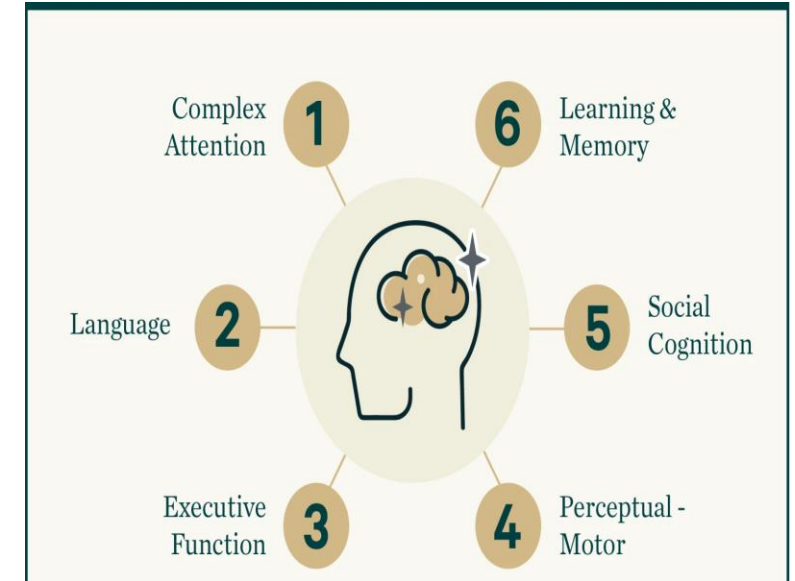 1
Complex
Attention
2
Language
3
Executive
Function
4
Perceptual -
Motor
5
Social
Cognition
6
Learning &
Memory